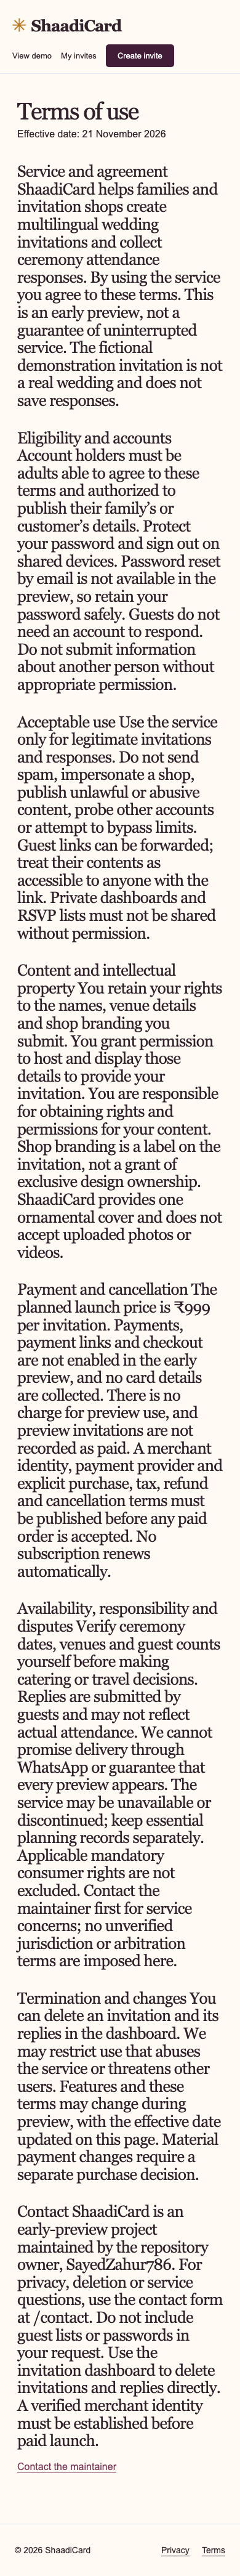 ShaadiCard
View demo My invites Create invite
Terms of use
Effective date: 21 November 2026
Service and agreement
ShaadiCard helps families and
invitation shops create
multilingual wedding
invitations and collect
ceremony attendance
responses. By using the service
you agree to these terms. This
is an early preview, not a
guarantee of uninterrupted
service. The fictional
demonstration invitation is not
a real wedding and does not
save responses.
Eligibility and accounts
Account holders must be
adults able to agree to these
terms and authorized to
publish their family’s or
customer’s details. Protect
your password and sign out on
shared devices. Password reset
by email is not available in the
preview, so retain your
password safely. Guests do not
need an account to respond.
Do not submit information
about another person without
appropriate permission.
Acceptable use Use the service
only for legitimate invitations
and responses. Do not send
spam, impersonate a shop,
publish unlawful or abusive
content, probe other accounts
or attempt to bypass limits.
Guest links can be forwarded;
treat their contents as
accessible to anyone with the
link. Private dashboards and
RSVP lists must not be shared
without permission.
Content and intellectual
property You retain your rights
to the names, venue details
and shop branding you
submit. You grant permission
to host and display those
details to provide your
invitation. You are responsible
for obtaining rights and
permissions for your content.
Shop branding is a label on the
invitation, not a grant of
exclusive design ownership.
ShaadiCard provides one
ornamental cover and does not
accept uploaded photos or
videos.
Payment and cancellation The
planned launch price is ₹999
per invitation. Payments,
payment links and checkout
are not enabled in the early
preview, and no card details
are collected. There is no
charge for preview use, and
preview invitations are not
recorded as paid. A merchant
identity, payment provider and
explicit purchase, tax, refund
and cancellation terms must
be published before any paid
order is accepted. No
subscription renews
automatically.
Availability, responsibility and
disputes Verify ceremony
dates, venues and guest counts
yourself before making
catering or travel decisions.
Replies are submitted by
guests and may not reflect
actual attendance. We cannot
promise delivery through
WhatsApp or guarantee that
every preview appears. The
service may be unavailable or
discontinued; keep essential
planning records separately.
Applicable mandatory
consumer rights are not
excluded. Contact the
maintainer first for service
concerns; no unverified
jurisdiction or arbitration
terms are imposed here.
Termination and changes You
can delete an invitation and its
replies in the dashboard. We
may restrict use that abuses
the service or threatens other
users. Features and these
terms may change during
preview, with the effective date
updated on this page. Material
payment changes require a
separate purchase decision.
Contact ShaadiCard is an
early-preview project
maintained by the repository
owner, SayedZahur786. For
privacy, deletion or service
questions, use the contact form
at /contact. Do not include
guest lists or passwords in
your request. Use the
invitation dashboard to delete
invitations and replies directly.
A verified merchant identity
must be established before
paid launch.
Contact the maintainer
© 2026 ShaadiCard Privacy Terms